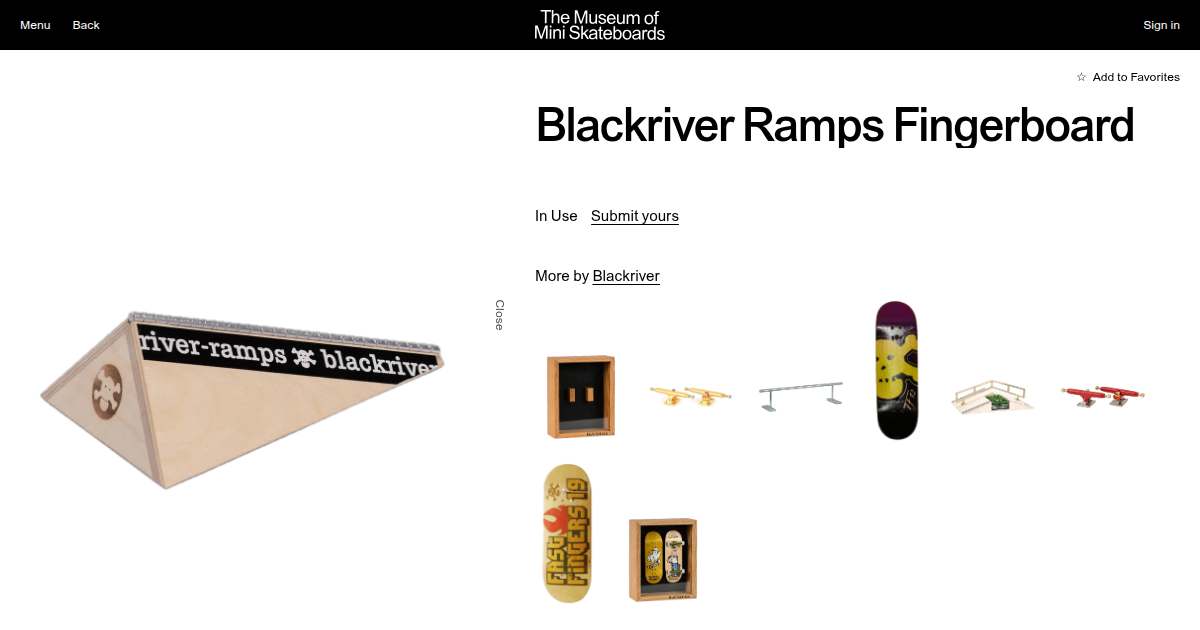 Menu
Back
The Museum of
Mini Skateboards
Sign in
☆ Add to Favorites
Blackriver Ramps Fingerboard
In Use Submit yours
More by Blackriver
Close
river-ramps blackriver
FAST
FINGERS 19